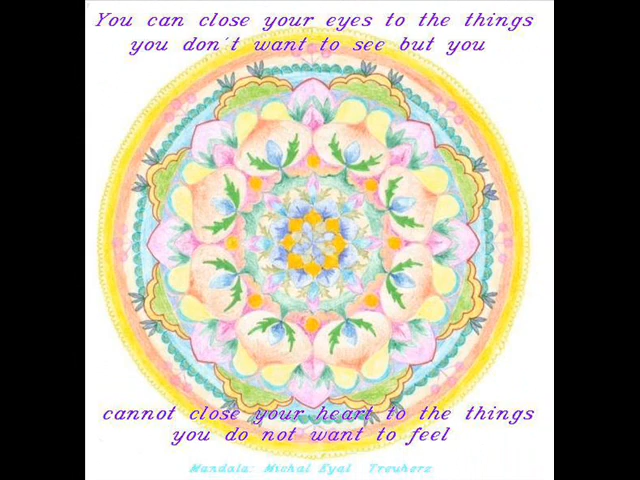 You can close your eyes to the things
you don't want to see but you
cannot close your heart to the things
you do not want to feel
Mandala: Michal Eyal Treuherz